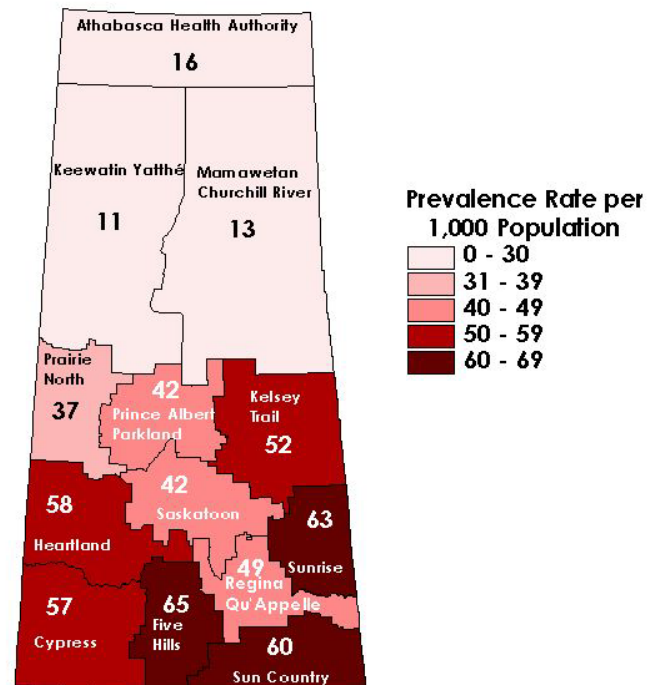 Athabasca Health Authority
16
Keewatin Yatthé
11
Mamawetan
Churchill River
13
Prevalence Rate per
1,000 Population
0 - 30
31 - 39
40 - 49
50 - 59
60 - 69
Prairie
North
37
42
Prince Albert
Parkland
Kelsey
Trail
52
58
Heartland
42
Saskatoon
63
Sunrise
49
Regina
Qu'Appelle
57
Cypress
65
Five
Hills
60
Sun Country